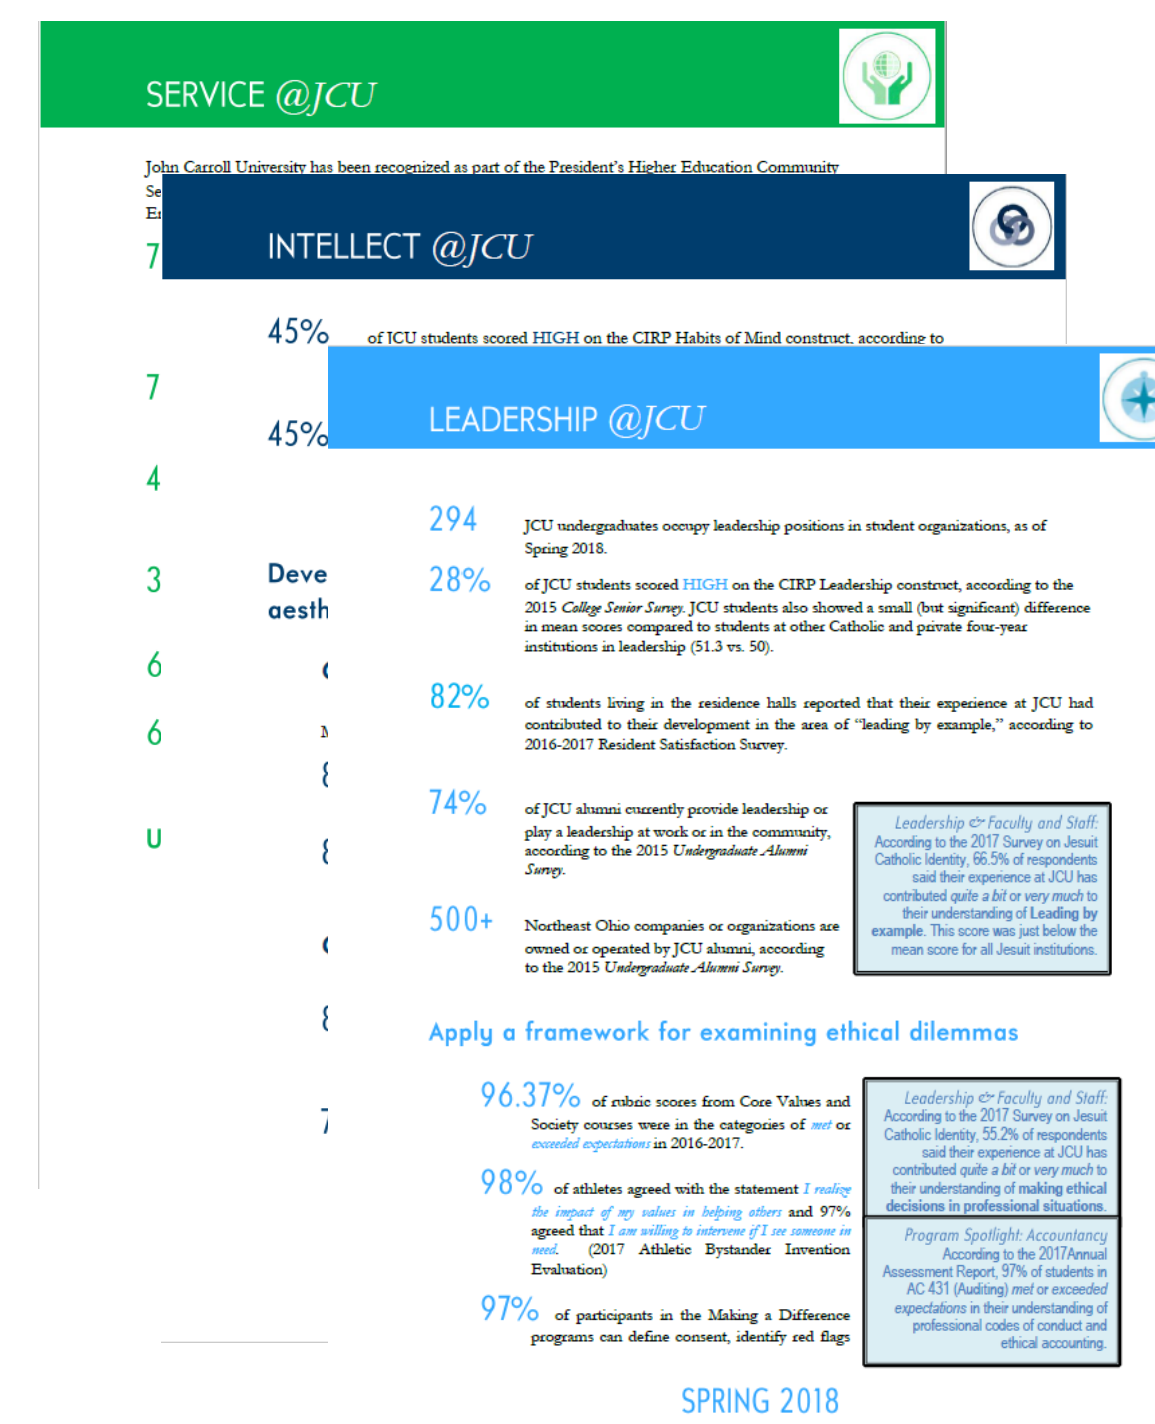 SERVICE @JCU
John Carroll University has been recognized as part of the President's Higher Education Community
Se
En
7
7
4
3
6
6
U
INTELLECT @JCU
45% of JCU students scored HIGH on the CIRP Habits of Mind construct, according to
45%
Deve
aesth
M
8
8
8
7
LEADERSHIP @JCU
294 JCU undergraduates occupy leadership positions in student organizations, as of
Spring 2018.
28% of JCU students scored HIGH on the CIRP Leadership construct, according to the
2015 College Senior Survey. JCU students also showed a small (but significant) difference
in mean scores compared to students at other Catholic and private four-year
institutions in leadership (51.3 vs. 50).
82% of students living in the residence halls reported that their experience at JCU had
contributed to their development in the area of “leading by example,” according to
2016-2017 Resident Satisfaction Survey.
74% of JCU alumni currently provide leadership or
play a leadership at work or in the community,
according to the 2015 Undergraduate Alumni
Survey.
500+ Northeast Ohio companies or organizations are
owned or operated by JCU alumni, according
to the 2015 Undergraduate Alumni Survey.
Leadership & Faculty and Staff:
According to the 2017 Survey on Jesuit
Catholic Identity, 66.5% of respondents
said their experience at JCU has
contributed quite a bit or very much to
their understanding of Leading by
example. This score was just below the
mean score for all Jesuit institutions.
Apply a framework for examining ethical dilemmas
96.37% of rubric scores from Core Values and
Society courses were in the categories of met or
exceeded expectations in 2016-2017.
98% of athletes agreed with the statement I realize
the impact of my values in helping others and 97%
agreed that I am willing to intervene if I see someone in
need. (2017 Athletic Bystander Invention
Evaluation)
97% of participants in the Making a Difference
programs can define consent, identify red flags
Leadership & Faculty and Staff:
According to the 2017 Survey on Jesuit
Catholic Identity, 55.2% of respondents
said their experience at JCU has
contributed quite a bit or very much to
their understanding of making ethical
decisions in professional situations.
Program Spotlight: Accountancy
According to the 2017Annual
Assessment Report, 97% of students in
AC 431 (Auditing) met or exceeded
expectations in their understanding of
professional codes of conduct and
ethical accounting.
SPRING 2018